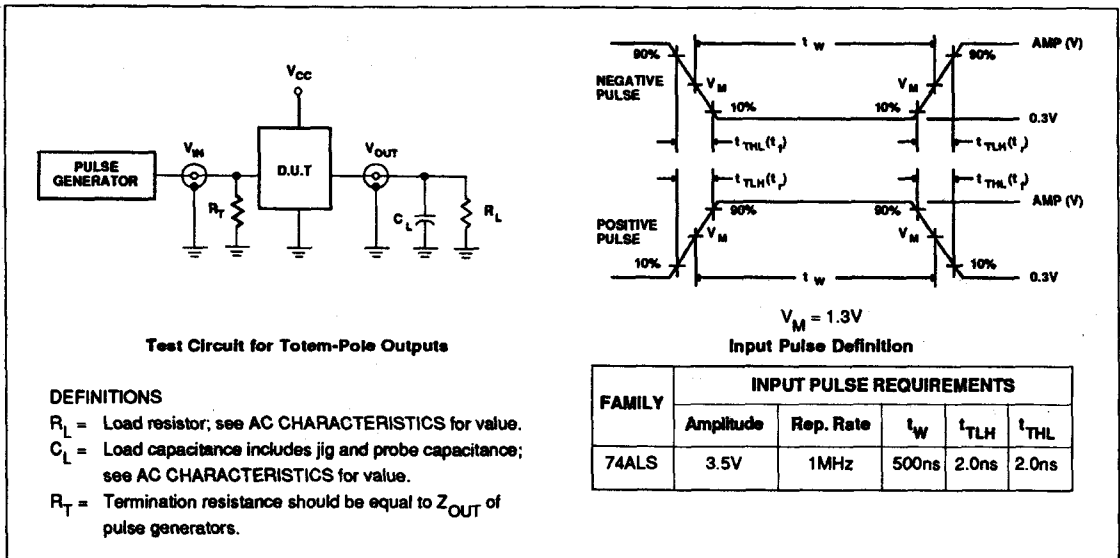 V_CC
PULSE GENERATOR
V_IN
R_T
D.U.T
V_OUT
C_L
R_L
Test Circuit for Totem-Pole Outputs
DEFINITIONS
R_L = Load resistor; see AC CHARACTERISTICS for value.
C_L = Load capacitance includes jig and probe capacitance;
see AC CHARACTERISTICS for value.
R_T = Termination resistance should be equal to Z_OUT of
pulse generators.
t_W
AMP (V)
90%
90%
NEGATIVE
PULSE
V_M
V_M
10%
10%
0.3V
t_THL(t_f)
t_TLH(t_r)
t_TLH(t_r)
t_THL(t_f)
AMP (V)
90%
90%
POSITIVE
PULSE
V_M
V_M
10%
10%
t_W
0.3V
V_M = 1.3V
Input Pulse Definition
FAMILY
INPUT PULSE REQUIREMENTS
Amplitude Rep. Rate t_W t_TLH t_THL
74ALS 3.5V 1MHz 500ns 2.0ns 2.0ns